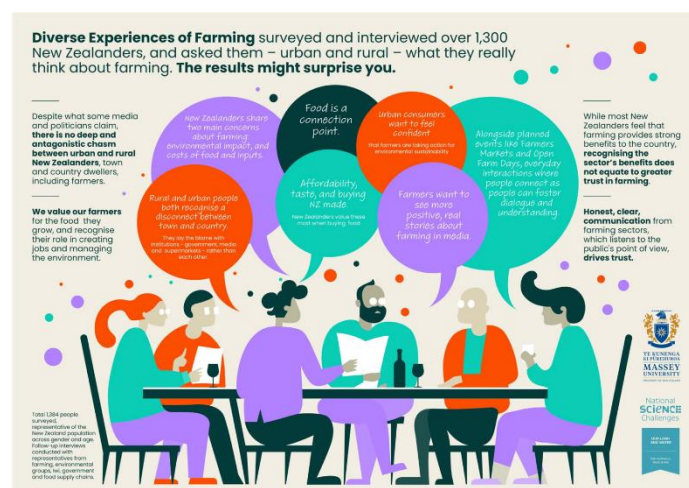 Diverse Experiences of Farming surveyed and interviewed over 1,300
New Zealanders, and asked them – urban and rural – what they really
think about farming. The results might surprise you.
Despite what some media
and politicians claim,
there is no deep and
antagonistic chasm
between urban and rural
New Zealanders, town
and country dwellers,
including farmers.
We value our farmers
for the food they
grow, and recognise
their role in creating
jobs and managing
the environment.
New Zealanders share
two main concerns
about farming:
environmental impact, and
costs of food and inputs.
Food is a
connection
point.
Urban consumers
want to feel
confident
that farmers are taking action for
environmental sustainability
Alongside planned
events like Farmers
Markets and Open
Farm Days, everyday
interactions where
people connect as
people can foster
dialogue and
understanding.
Rural and urban people
both recognise a
disconnect between
town and country.
They lay the blame with
institutions - government, media
and supermarkets - rather than
each other.
Affordability,
taste, and buying
NZ made.
New Zealanders value these
most when buying food
Farmers want to
see more
positive, real
stories about
farming in media.
While most New
Zealanders feel that
farming provides strong
benefits to the country,
recognising the
sector's benefits does
not equate to greater
trust in farming.
Honest, clear,
communication from
farming sectors,
which listens to the
public's point of view,
drives trust.
Total 1,384 people
surveyed,
representative of the
New Zealand population
across gender and age.
Follow-up interviews
conducted with
representatives from
farming, environmental
groups, iwi, government
and food supply chains.
TE KUNENGA
KI PŪREHUROA
MASSEY
UNIVERSITY
National
SCiENCE
Challenges
OUR LAND
AND WATER